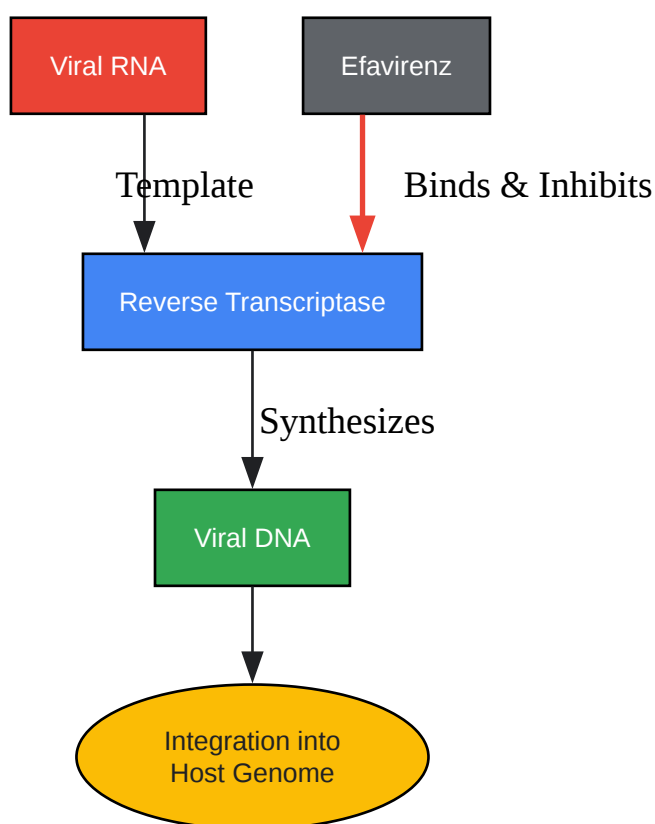 Viral RNA
Efavirenz
Template
Binds & Inhibits
Reverse Transcriptase
Synthesizes
Viral DNA
Integration into
Host Genome